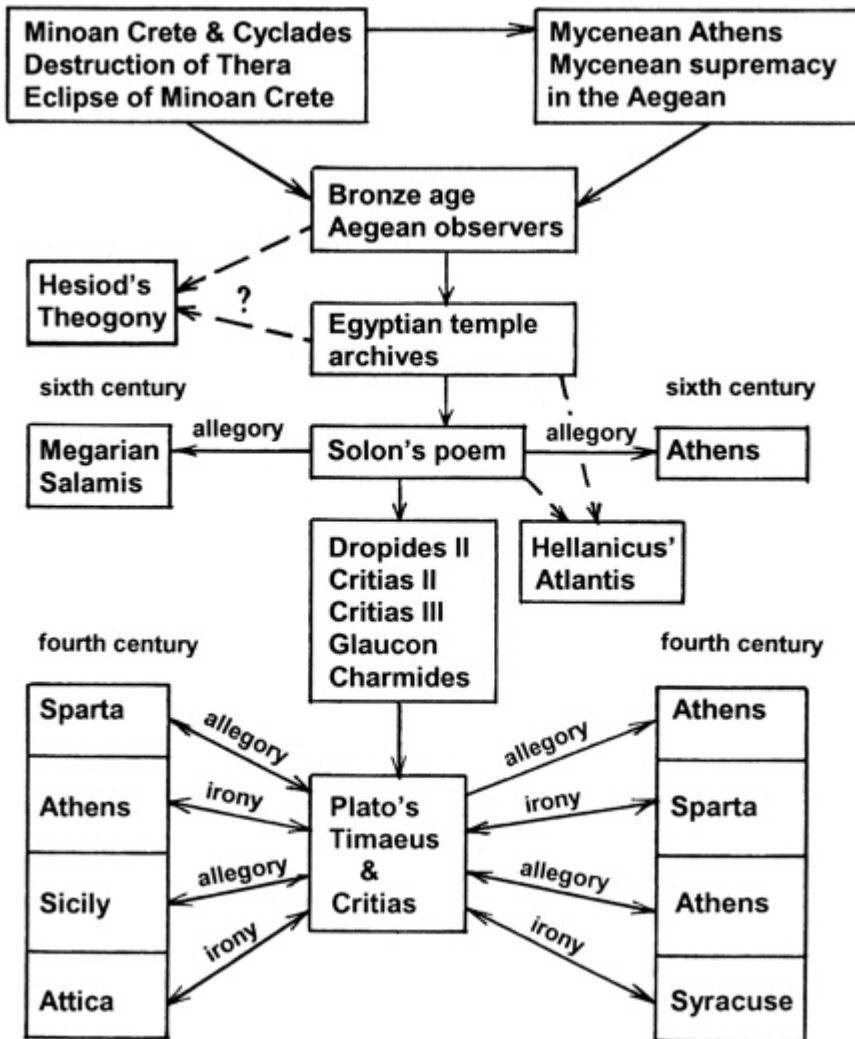 Minoan Crete & Cyclades
Destruction of Thera
Eclipse of Minoan Crete
Mycenean Athens
Mycenean supremacy
in the Aegean
Bronze age
Aegean observers
Hesiod's
Theogony
?
Egyptian temple
archives
sixth century
sixth century
Megarian
Salamis
allegory
Solon's poem
allegory
Athens
Dropides II
Critias II
Critias III
Glaucon
Charmides
Hellanicus'
Atlantis
fourth century
fourth century
Sparta
Athens
Sicily
Attica
allegory
irony
allegory
irony
Plato's
Timaeus
&
Critias
allegory
irony
allegory
irony
Athens
Sparta
Athens
Syracuse